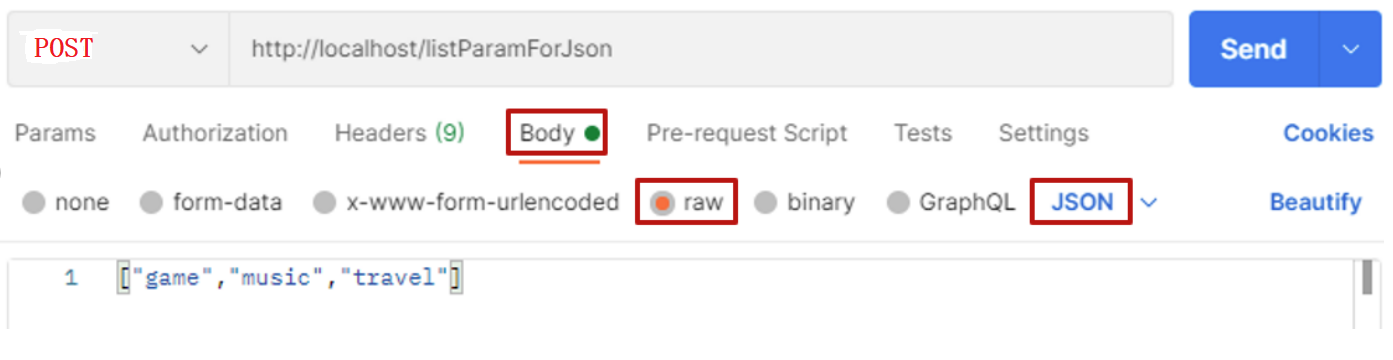 POST http://localhost/listParamForJson Send
Params Authorization Headers (9) Body Pre-request Script Tests Settings Cookies
none form-data x-www-form-urlencoded raw binary GraphQL JSON Beautify
1 ["game","music","travel"]